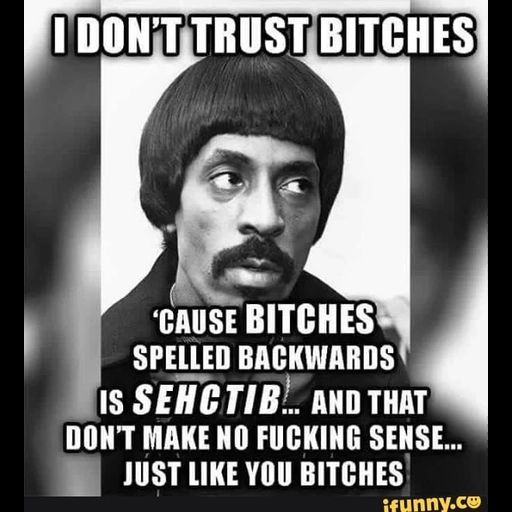 I DON'T TRUST BITCHES
'CAUSE BITCHES
SPELLED BACKWARDS
IS SEHCTIB... AND THAT
DON'T MAKE NO FUCKING SENSE...
JUST LIKE YOU BITCHES
ifunny.co